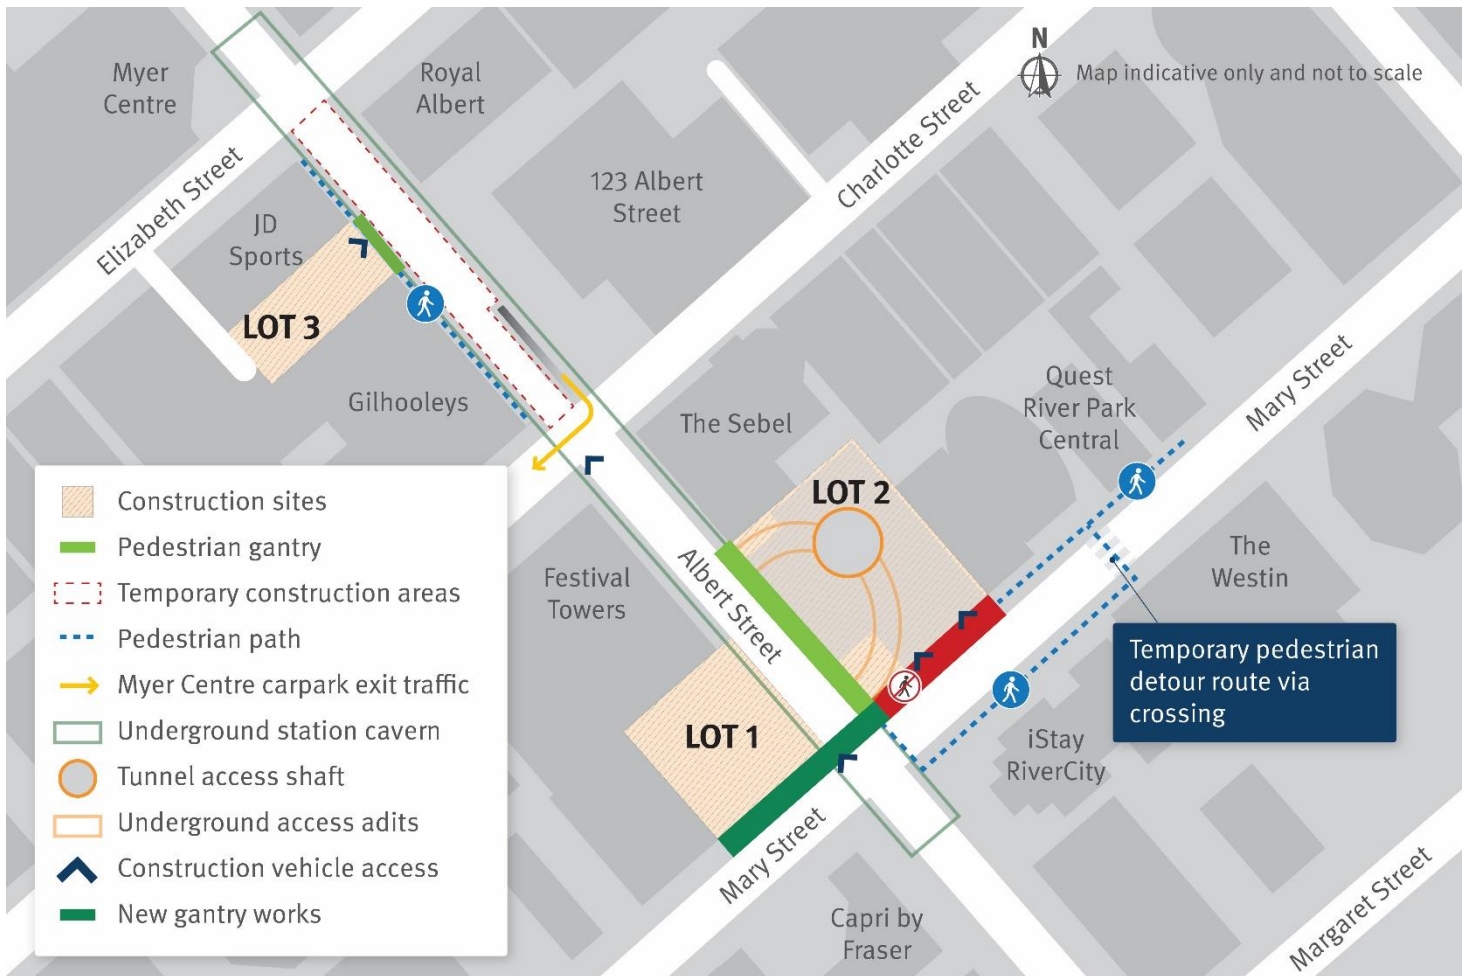 Myer
Centre
Royal
Albert
N
Map indicative only and not to scale
Elizabeth Street
JD
Sports
123 Albert
Street
Charlotte Street
LOT 3
Gilhooleys
The Sebel
Quest
River Park
Central
Mary Street
LOT 2
Albert Street
Festival
Towers
The
Westin
LOT 1
Temporary pedestrian
detour route via
crossing
iStay
RiverCity
Mary Street
Capri by
Fraser
Margaret Street
Construction sites
Pedestrian gantry
Temporary construction areas
Pedestrian path
Myer Centre carpark exit traffic
Underground station cavern
Tunnel access shaft
Underground access adits
Construction vehicle access
New gantry works